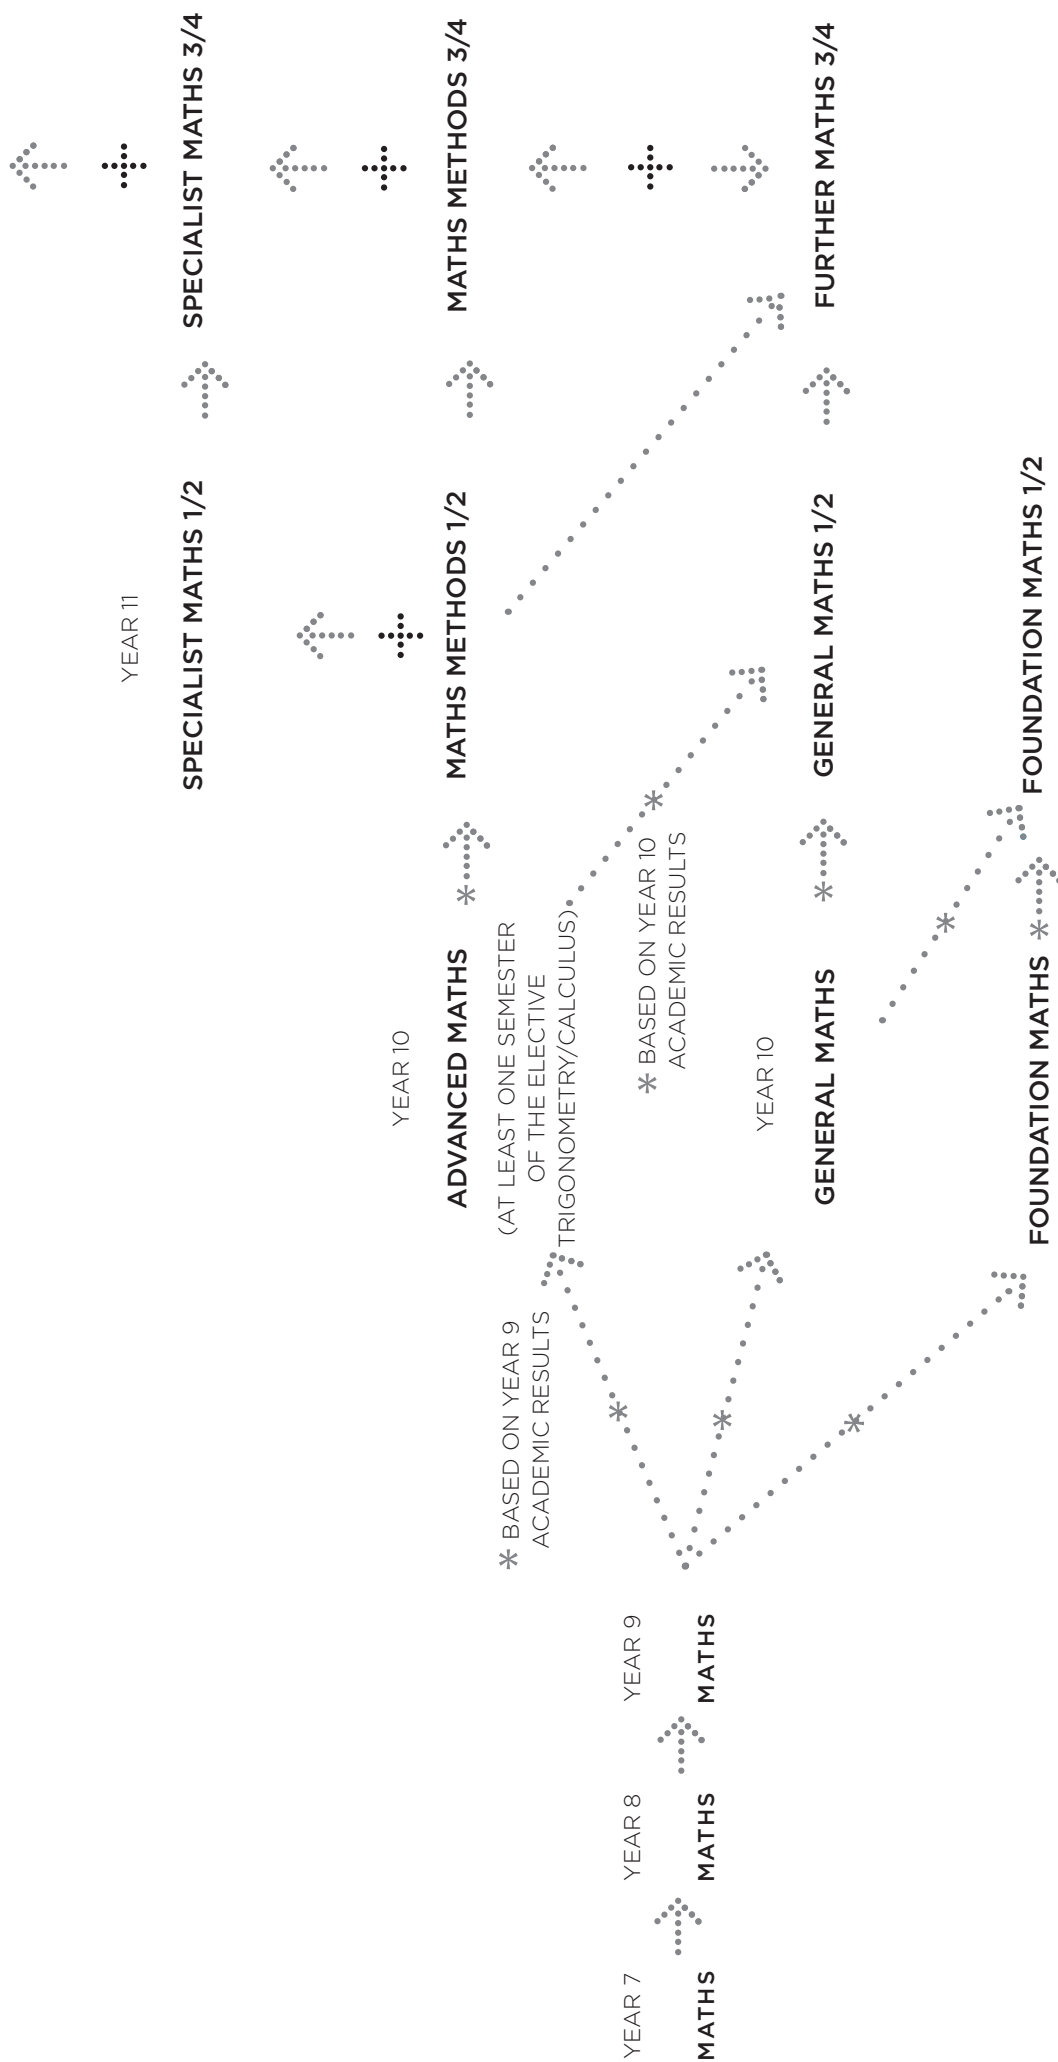 YEAR 7
MATHS
YEAR 8
MATHS
YEAR 9
MATHS
* BASED ON YEAR 9
ACADEMIC RESULTS
YEAR 10
ADVANCED MATHS
(AT LEAST ONE SEMESTER
OF THE ELECTIVE
TRIGONOMETRY/CALCULUS)
* BASED ON YEAR 10
ACADEMIC RESULTS
YEAR 10
GENERAL MATHS
FOUNDATION MATHS
YEAR 11
SPECIALIST MATHS 1/2
MATHS METHODS 1/2
GENERAL MATHS 1/2
FOUNDATION MATHS 1/2
SPECIALIST MATHS 3/4
MATHS METHODS 3/4
FURTHER MATHS 3/4